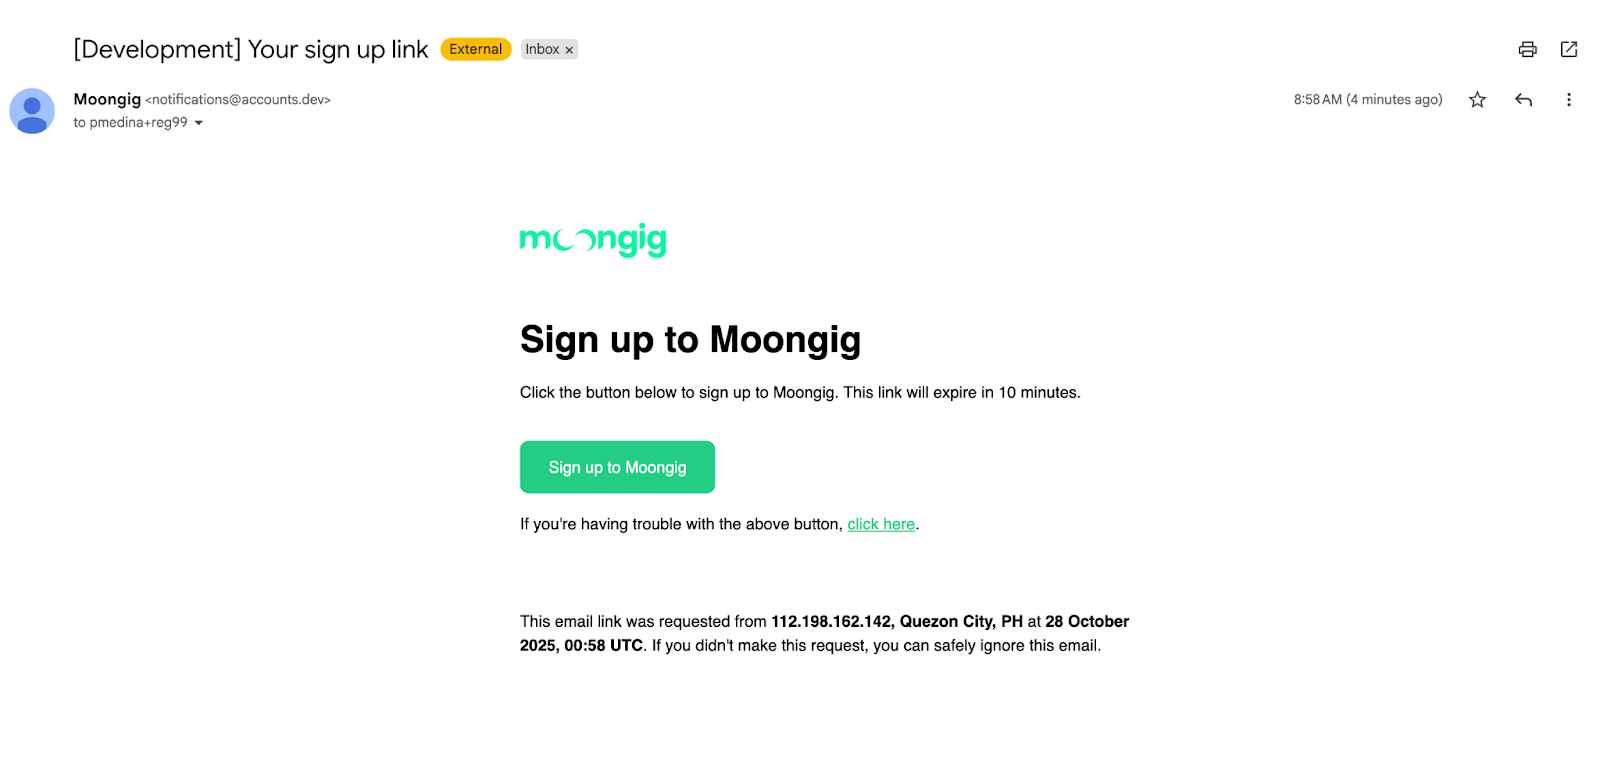 [Development] Your sign up link External Inbox ×
Moongig <notifications@accounts.dev> 8:58 AM (4 minutes ago)
to pmedina+reg99
moongig
Sign up to Moongig
Click the button below to sign up to Moongig. This link will expire in 10 minutes.
Sign up to Moongig
If you're having trouble with the above button, click here.
This email link was requested from 112.198.162.142, Quezon City, PH at 28 October
2025, 00:58 UTC. If you didn't make this request, you can safely ignore this email.